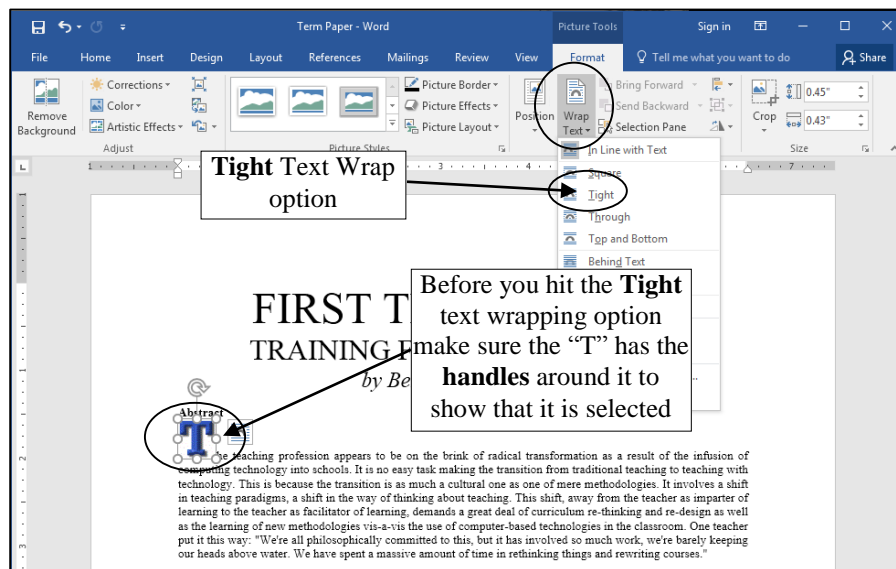 Term Paper - Word
Picture Tools
Sign in
File Home Insert Design Layout References Mailings Review View Format Tell me what you want to do Share
Remove Background
Corrections
Color
Artistic Effects
Adjust
Picture Styles
Picture Border
Picture Effects
Picture Layout
Position
Wrap Text
Bring Forward
Send Backward
Selection Pane
Crop
0.45"
0.43"
Size
In Line with Text
Square
Tight
Through
Top and Bottom
Behind Text
L
1 3 4 7
Tight Text Wrap
option
Before you hit the Tight
text wrapping option
make sure the “T” has the
handles around it to
show that it is selected
FIRST T
TRAINING
by Be
Abstract
T
he teaching profession appears to be on the brink of radical transformation as a result of the infusion of
computing technology into schools. It is no easy task making the transition from traditional teaching to teaching with
technology. This is because the transition is as much a cultural one as one of mere methodologies. It involves a shift
in teaching paradigms, a shift in the way of thinking about teaching. This shift, away from the teacher as imparter of
learning to the teacher as facilitator of learning, demands a great deal of curriculum re-thinking and re-design as well
as the learning of new methodologies vis-a-vis the use of computer-based technologies in the classroom. One teacher
put it this way: "We're all philosophically committed to this, but it has involved so much work, we're barely keeping
our heads above water. We have spent a massive amount of time in rethinking things and rewriting courses."